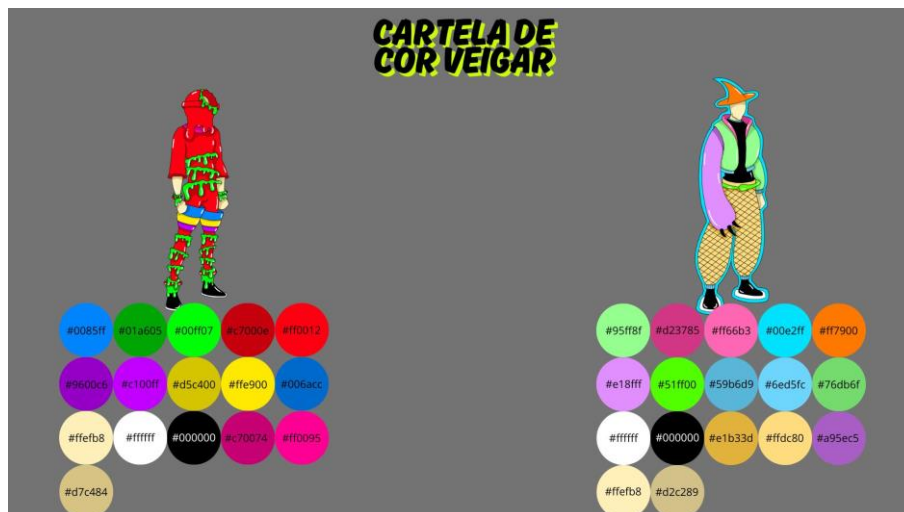 CARTELA DE
COR VEIGAR
#0085ff #01a605 #00ff07 #c7000e #ff0012
#9600c6 #c100ff #d5c400 #ffe900 #006acc
#ffefb8 #ffffff #000000 #c70074 #ff0095
#d7c484
#95ff8f #d23785 #ff66b3 #00e2ff #ff7900
#e18fff #51ff00 #59b6d9 #6ed5fc #76db6f
#ffffff #000000 #e1b33d #ffdc80 #a95ec5
#ffefb8 #d2c289